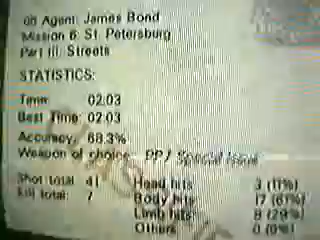 00 Agent: James Bond
Mission 6: St. Petersburg
Part iii: Streets
STATISTICS:
Time: 02:03
Best Time: 02:03
Accuracy: 68.3%
Weapon of choice: PP7 Special Issue
Shot total: 41
Kill total: 7
Head hits: 3 (11%)
Body hits: 17 (61%)
Limb hits: 8 (29%)
Others: 0 (0%)